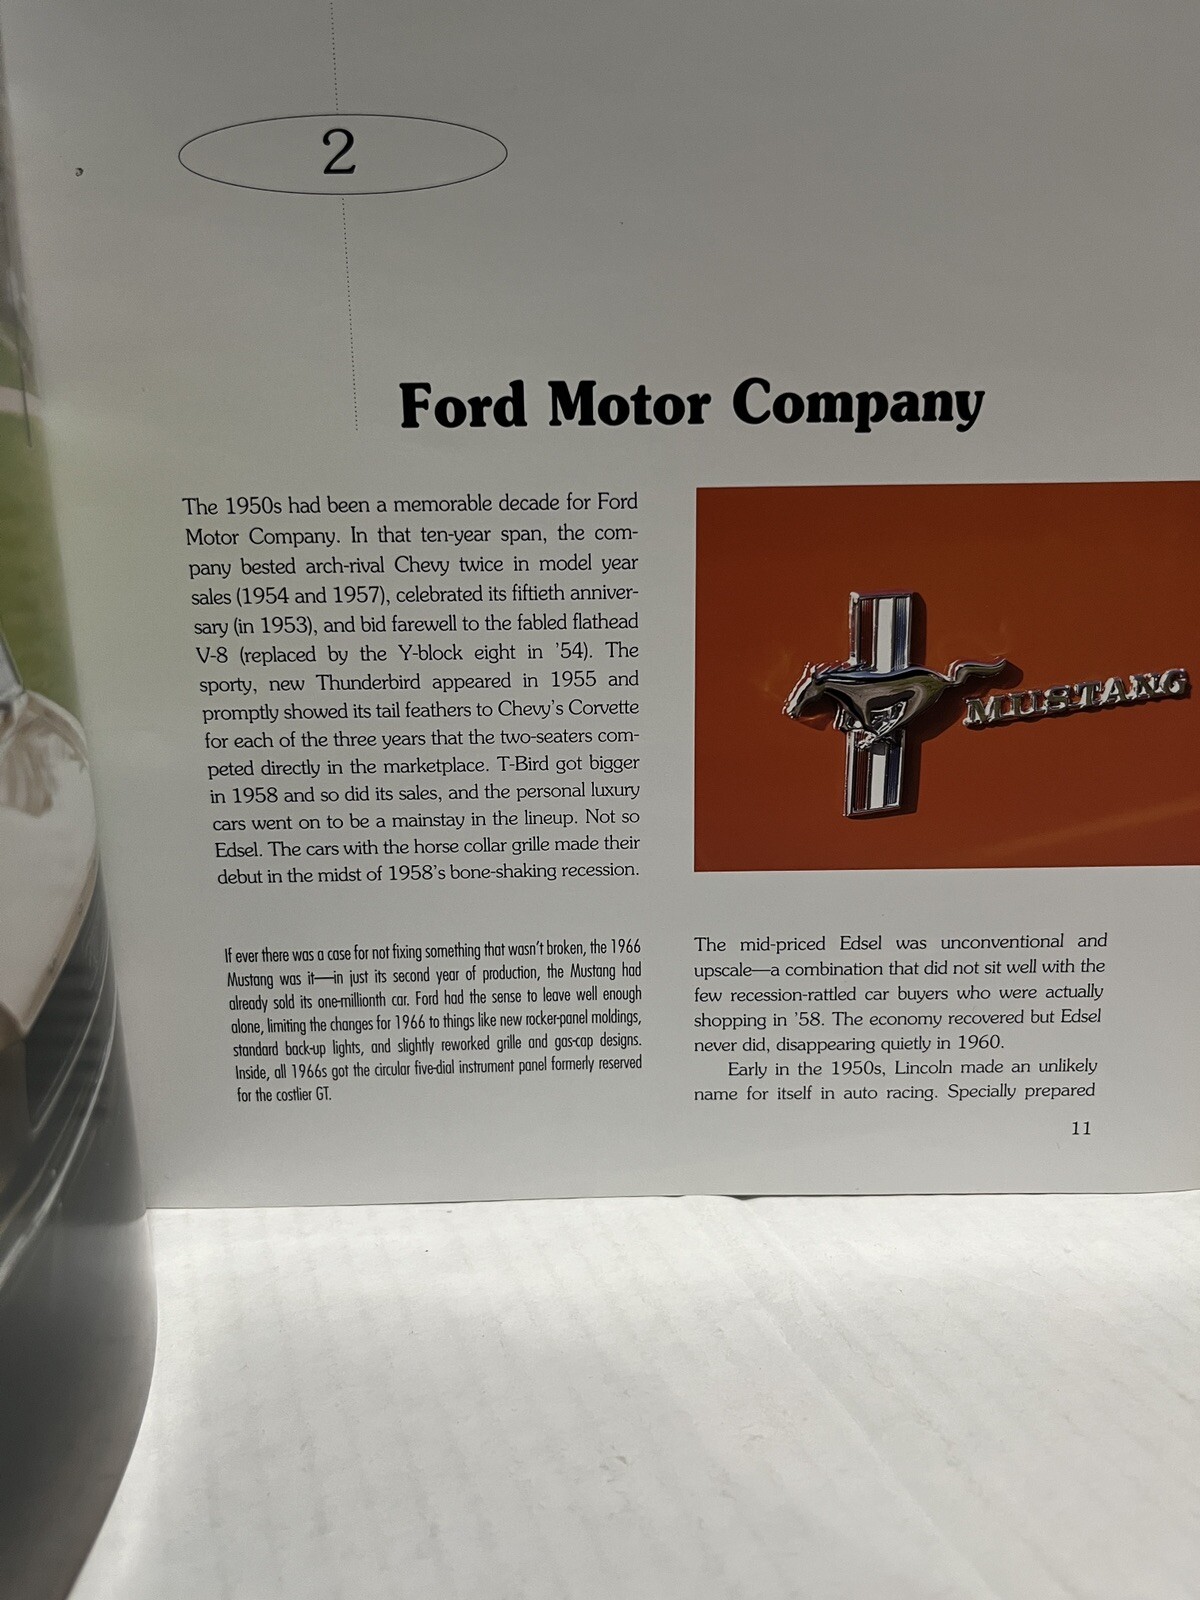 2
Ford Motor Company
The 1950s had been a memorable decade for Ford
Motor Company. In that ten-year span, the com-
pany bested arch-rival Chevy twice in model year
sales (1954 and 1957), celebrated its fiftieth anniver-
sary (in 1953), and bid farewell to the fabled flathead
V-8 (replaced by the Y-block eight in ’54). The
sporty, new Thunderbird appeared in 1955 and
promptly showed its tail feathers to Chevy’s Corvette
for each of the three years that the two-seaters com-
peted directly in the marketplace. T-Bird got bigger
in 1958 and so did its sales, and the personal luxury
cars went on to be a mainstay in the lineup. Not so
Edsel. The cars with the horse collar grille made their
debut in the midst of 1958’s bone-shaking recession.
If ever there was a case for not fixing something that wasn’t broken, the 1966
Mustang was it—in just its second year of production, the Mustang had
already sold its one-millionth car. Ford had the sense to leave well enough
alone, limiting the changes for 1966 to things like new rocker-panel moldings,
standard back-up lights, and slightly reworked grille and gas-cap designs.
Inside, all 1966s got the circular five-dial instrument panel formerly reserved
for the costlier GT.
MUSTANG
The mid-priced Edsel was unconventional and
upscale—a combination that did not sit well with the
few recession-rattled car buyers who were actually
shopping in ’58. The economy recovered but Edsel
never did, disappearing quietly in 1960.
Early in the 1950s, Lincoln made an unlikely
name for itself in auto racing. Specially prepared
11